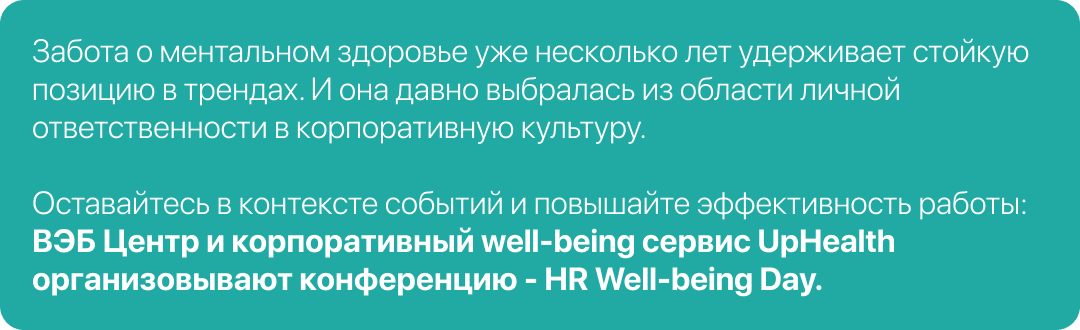 Забота о ментальном здоровье уже несколько лет удерживает стойкую
позицию в трендах. И она давно выбралась из области личной
ответственности в корпоративную культуру.
Оставайтесь в контексте событий и повышайте эффективность работы:
ВЭБ Центр и корпоративный well-being сервис UpHealth
организовывают конференцию - HR Well-being Day.